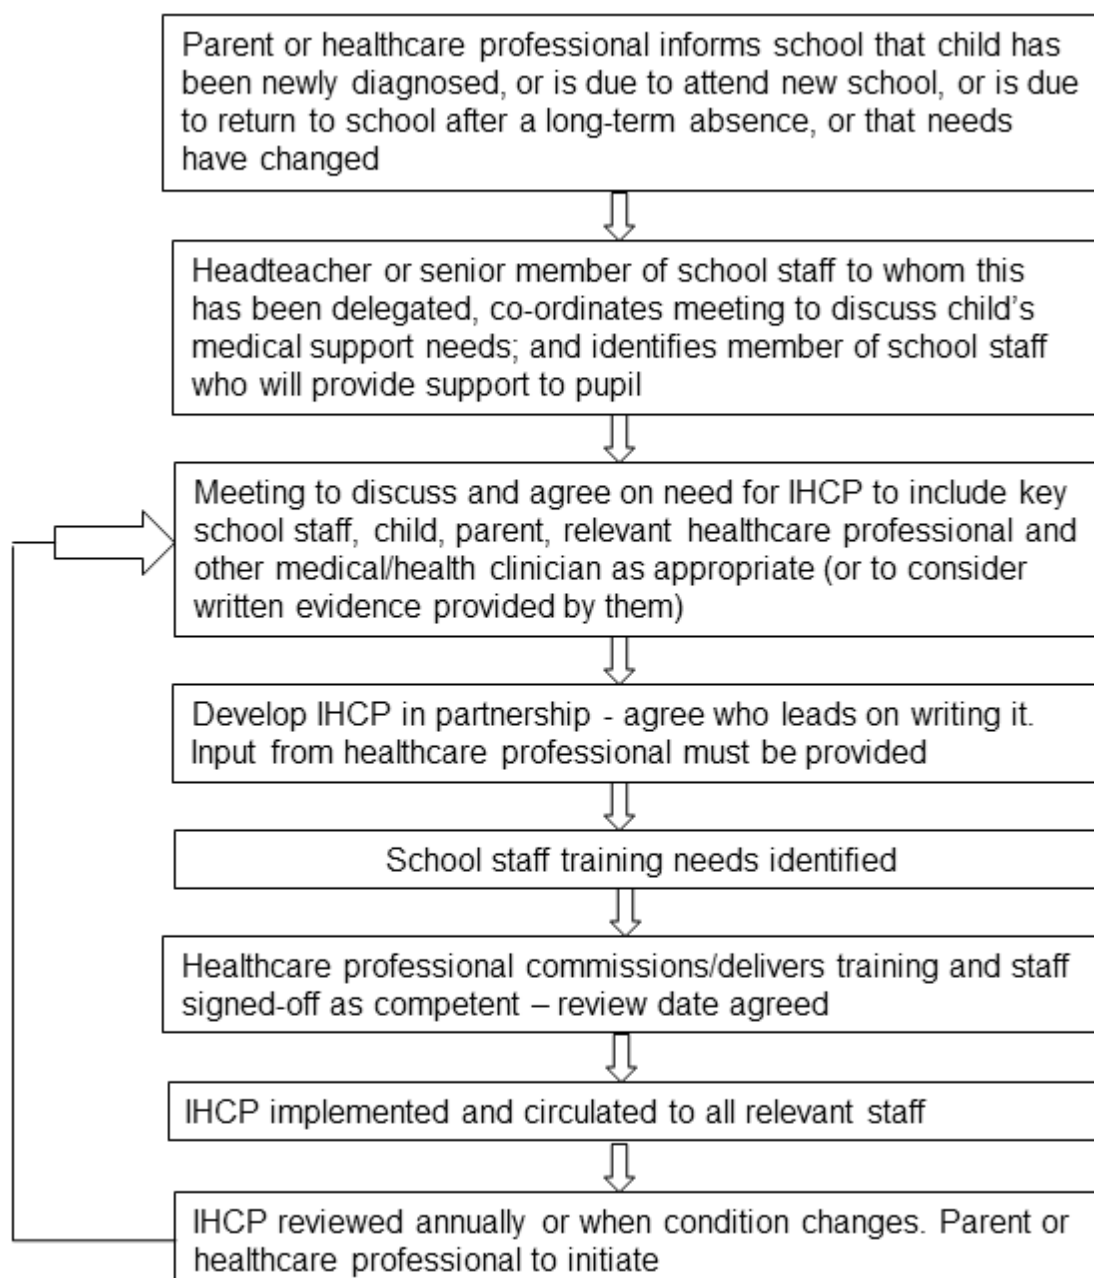 Parent or healthcare professional informs school that child has
been newly diagnosed, or is due to attend new school, or is due
to return to school after a long-term absence, or that needs
have changed
Headteacher or senior member of school staff to whom this
has been delegated, co-ordinates meeting to discuss child's
medical support needs; and identifies member of school staff
who will provide support to pupil
Meeting to discuss and agree on need for IHCP to include key
school staff, child, parent, relevant healthcare professional and
other medical/health clinician as appropriate (or to consider
written evidence provided by them)
Develop IHCP in partnership - agree who leads on writing it.
Input from healthcare professional must be provided
School staff training needs identified
Healthcare professional commissions/delivers training and staff
signed-off as competent – review date agreed
IHCP implemented and circulated to all relevant staff
IHCP reviewed annually or when condition changes. Parent or
healthcare professional to initiate